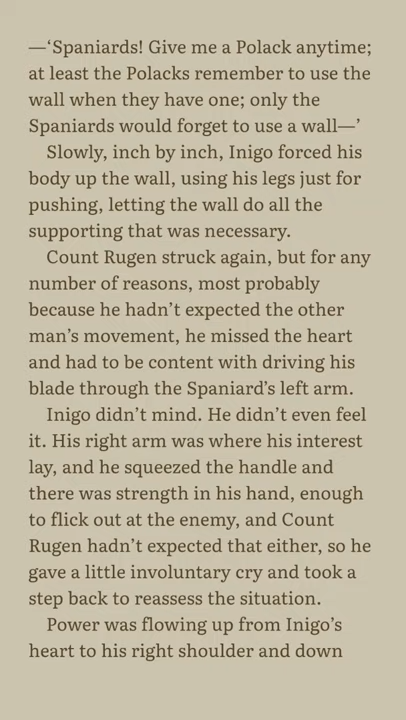 —‘Spaniards! Give me a Polack anytime;
at least the Polacks remember to use the
wall when they have one; only the
Spaniards would forget to use a wall—’
Slowly, inch by inch, Inigo forced his
body up the wall, using his legs just for
pushing, letting the wall do all the
supporting that was necessary.
Count Rugen struck again, but for any
number of reasons, most probably
because he hadn’t expected the other
man’s movement, he missed the heart
and had to be content with driving his
blade through the Spaniard’s left arm.
Inigo didn’t mind. He didn’t even feel
it. His right arm was where his interest
lay, and he squeezed the handle and
there was strength in his hand, enough
to flick out at the enemy, and Count
Rugen hadn’t expected that either, so he
gave a little involuntary cry and took a
step back to reassess the situation.
Power was flowing up from Inigo’s
heart to his right shoulder and down